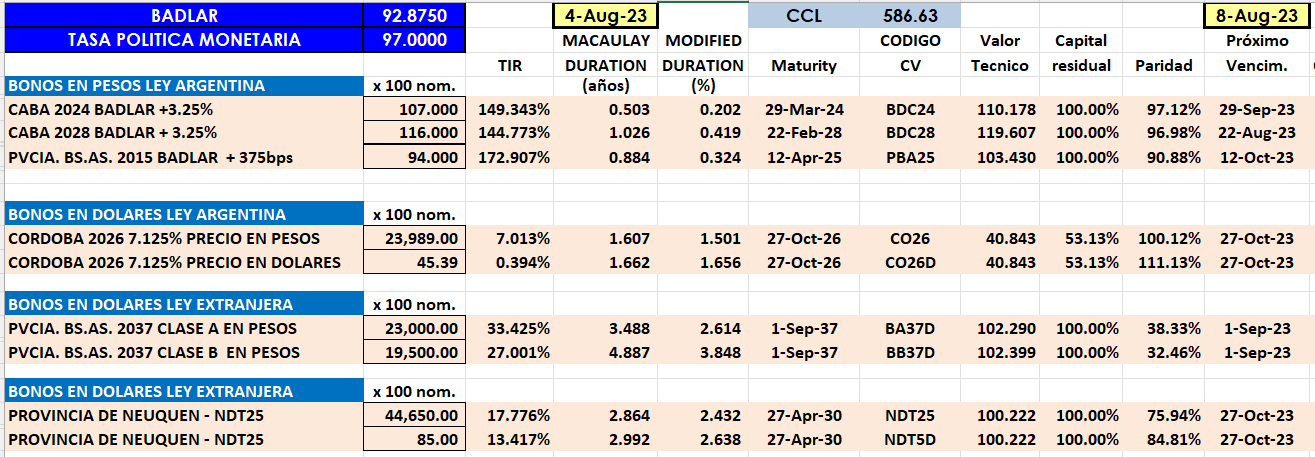 BADLAR 92.8750 4-Aug-23 CCL 586.63 8-Aug-23
TASA POLITICA MONETARIA 97.0000 MACAULAY MODIFIED CODIGO Valor Capital Próximo
TIR DURATION DURATION Maturity CV Tecnico residual Paridad Vencim.
BONOS EN PESOS LEY ARGENTINA x 100 nom. (años) (%)
CABA 2024 BADLAR +3.25% 107.000 149.343% 0.503 0.202 29-Mar-24 BDC24 110.178 100.00% 97.12% 29-Sep-23
CABA 2028 BADLAR + 3.25% 116.000 144.773% 1.026 0.419 22-Feb-28 BDC28 119.607 100.00% 96.98% 22-Aug-23
PVCIA. BS.AS. 2015 BADLAR + 375bps 94.000 172.907% 0.884 0.324 12-Apr-25 PBA25 103.430 100.00% 90.88% 12-Oct-23
BONOS EN DOLARES LEY ARGENTINA x 100 nom.
CORDOBA 2026 7.125% PRECIO EN PESOS 23,989.00 7.013% 1.607 1.501 27-Oct-26 CO26 40.843 53.13% 100.12% 27-Oct-23
CORDOBA 2026 7.125% PRECIO EN DOLARES 45.39 0.394% 1.662 1.656 27-Oct-26 CO26D 40.843 53.13% 111.13% 27-Oct-23
BONOS EN DOLARES LEY EXTRANJERA x 100 nom.
PVCIA. BS.AS. 2037 CLASE A EN PESOS 23,000.00 33.425% 3.488 2.614 1-Sep-37 BA37D 102.290 100.00% 38.33% 1-Sep-23
PVCIA. BS.AS. 2037 CLASE B EN PESOS 19,500.00 27.001% 4.887 3.848 1-Sep-37 BB37D 102.399 100.00% 32.46% 1-Sep-23
BONOS EN DOLARES LEY EXTRANJERA x 100 nom.
PROVINCIA DE NEUQUEN - NDT25 44,650.00 17.776% 2.864 2.432 27-Apr-30 NDT25 100.222 100.00% 75.94% 27-Oct-23
PROVINCIA DE NEUQUEN - NDT25 85.00 13.417% 2.992 2.638 27-Apr-30 NDT5D 100.222 100.00% 84.81% 27-Oct-23